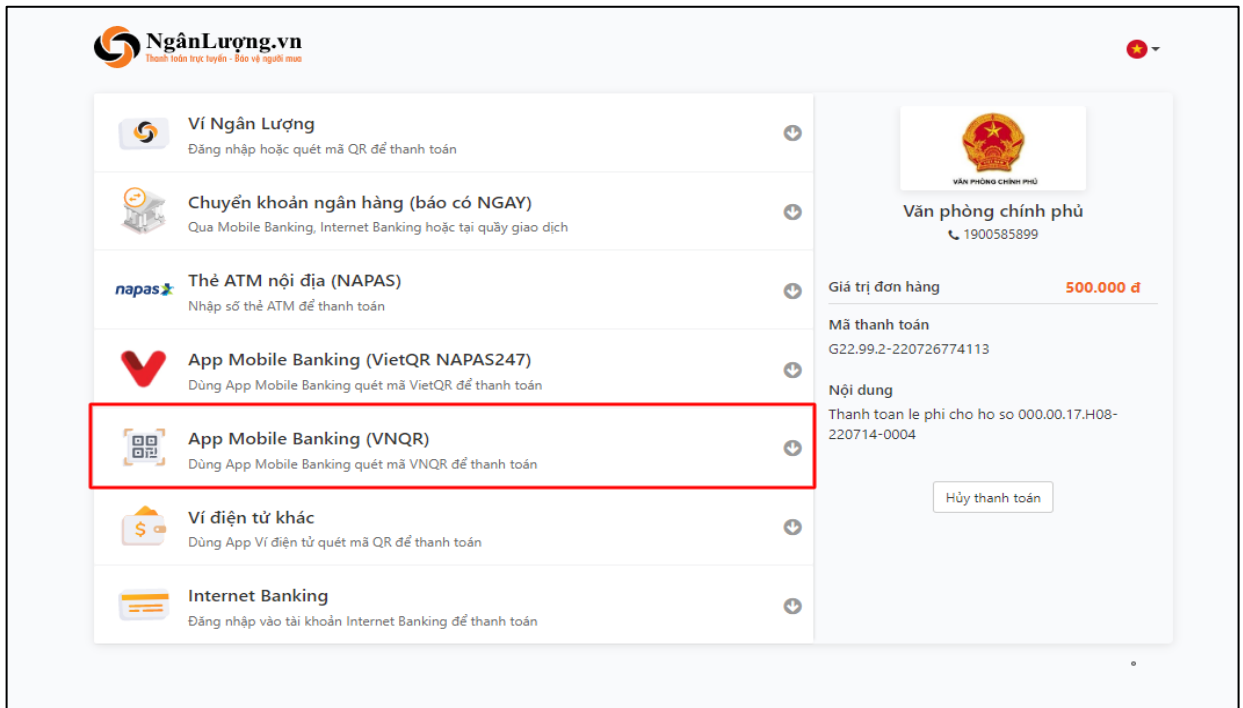 NgânLượng.vn
Thanh toán trực tuyến - Bảo vệ người mua
Ví Ngân Lượng
Đăng nhập hoặc quét mã QR để thanh toán
Chuyển khoản ngân hàng (báo có NGAY)
Qua Mobile Banking, Internet Banking hoặc tại quầy giao dịch
napas
Thẻ ATM nội địa (NAPAS)
Nhập số thẻ ATM để thanh toán
App Mobile Banking (VietQR NAPAS247)
Dùng App Mobile Banking quét mã VietQR để thanh toán
App Mobile Banking (VNQR)
Dùng App Mobile Banking quét mã VNQR để thanh toán
Ví điện tử khác
Dùng App Ví điện tử quét mã QR để thanh toán
Internet Banking
Đăng nhập vào tài khoản Internet Banking để thanh toán
VĂN PHÒNG CHÍNH PHỦ
Văn phòng chính phủ
1900585899
Giá trị đơn hàng 500.000 đ
Mã thanh toán
G22.99.2-220726774113
Nội dung
Thanh toan le phi cho ho so 000.00.17.H08-
220714-0004
Hủy thanh toán